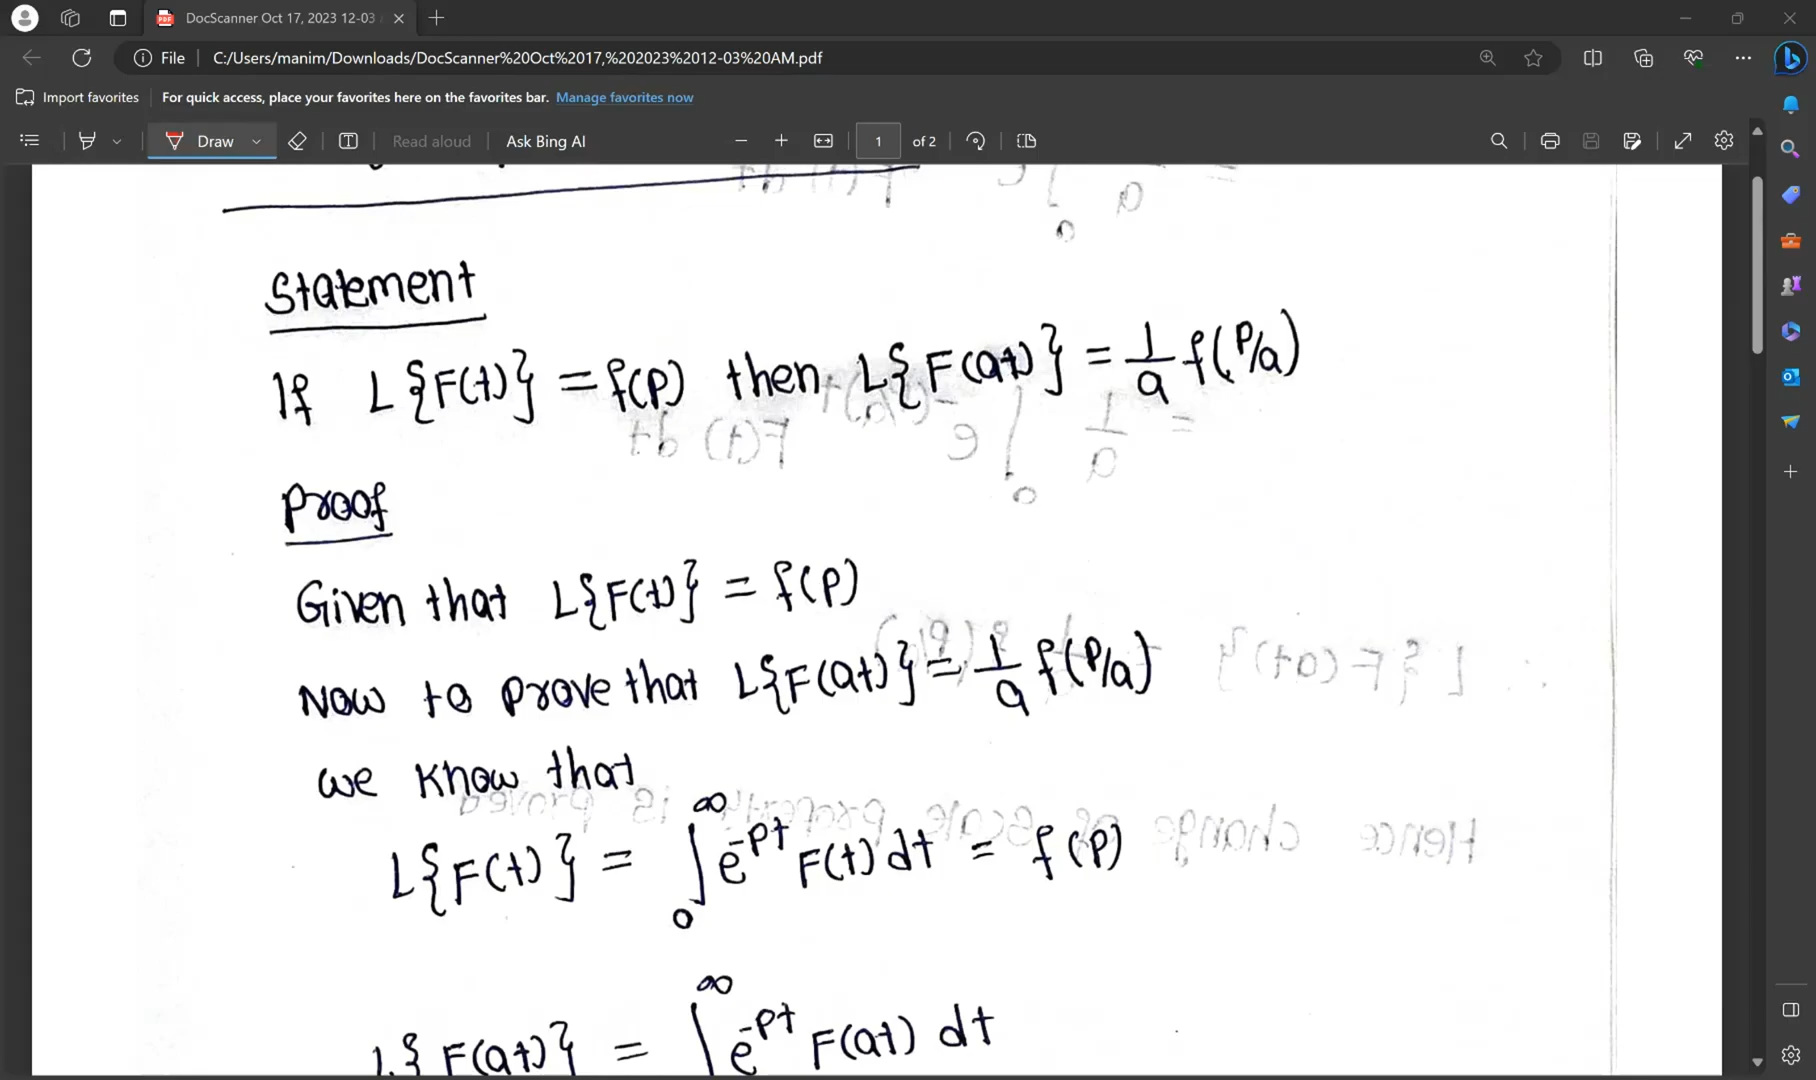 DocScanner Oct 17, 2023 12-03
File
C:/Users/manim/Downloads/DocScanner%20Oct%2017,%202023%2012-03%20AM.pdf
Import favorites
For quick access, place your favorites here on the favorites bar. Manage favorites now
Draw
Read aloud
Ask Bing AI
1 of 2
Statement
If L{F(t)} = f(p) then L{F(at)} = 1/a f(p/a)
Proof
Given that L{F(t)} = f(p)
Now to prove that L{F(at)} = 1/a f(p/a)
we know that
L{F(t)} = ∫₀^∞ e^-pt F(t) dt = f(p)
L{F(at)} = ∫^∞ e^-pt F(at) dt